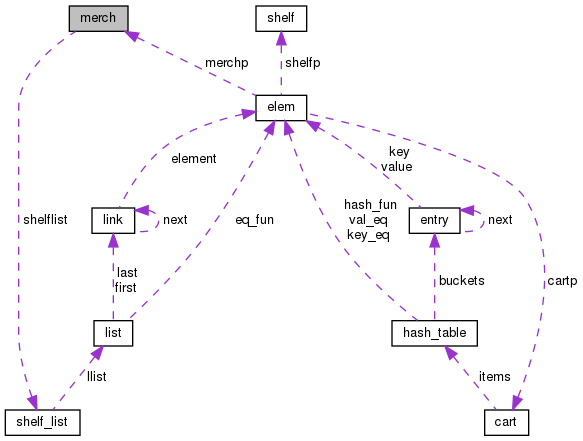 merch
shelf
merchp
shelfp
elem
element
key
value
shelflist
link
next
eq_fun
hash_fun
val_eq
key_eq
entry
next
last
first
buckets
cartp
list
hash_table
llist
items
shelf_list
cart